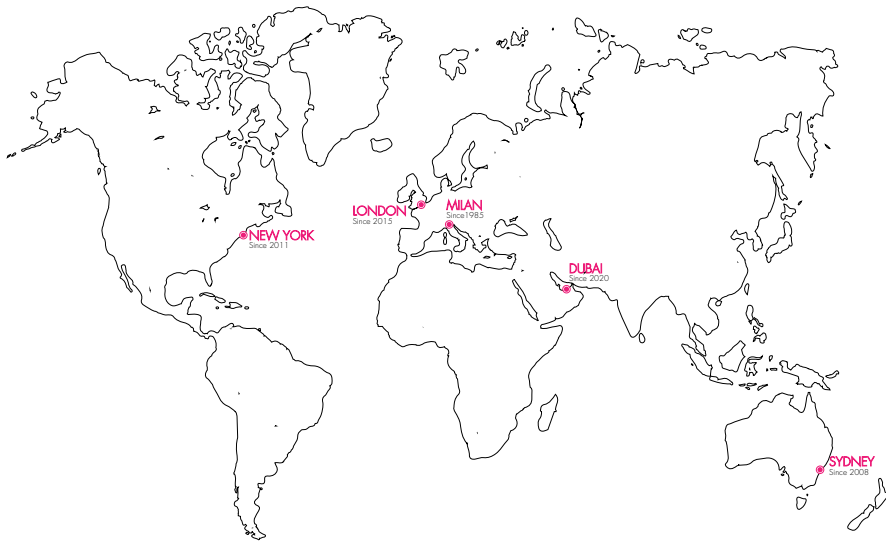 LONDON
Since 2015
MILAN
Since1985
NEW YORK
Since 2011
DUBAI
Since 2020
SYDNEY
Since 2008